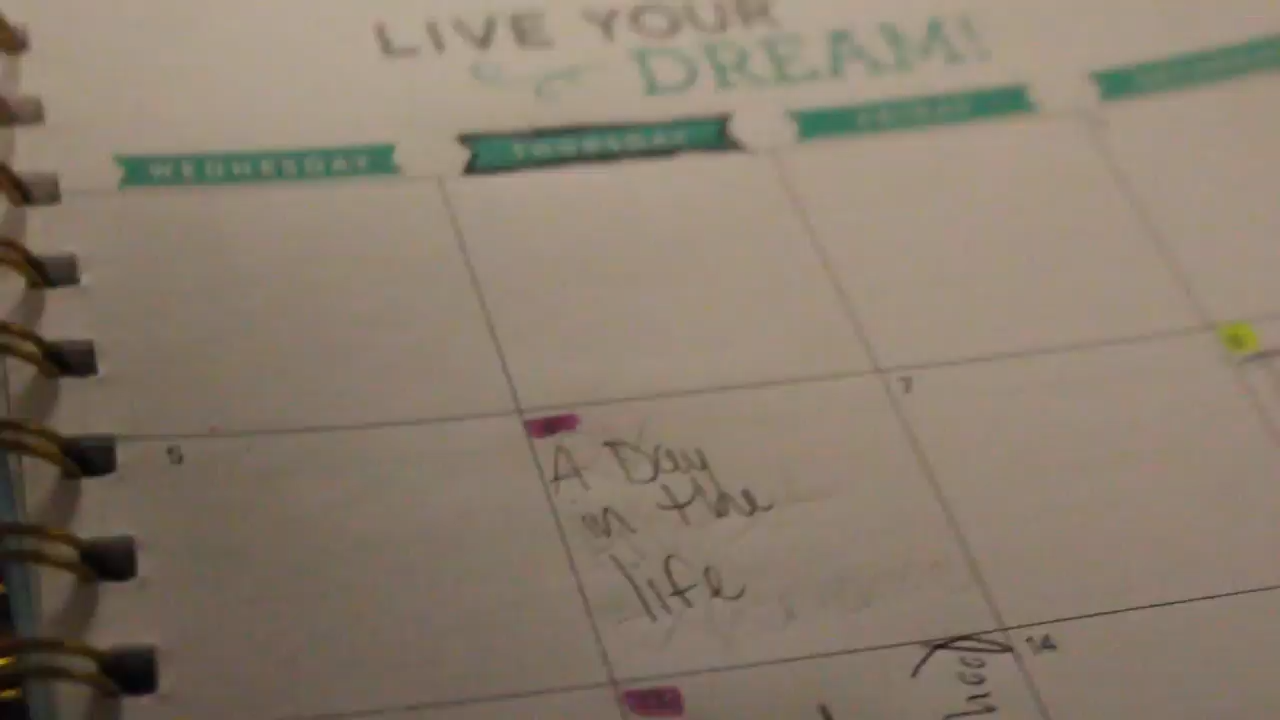 LIVE YOUR
DREAM!
WEDNESDAY
THURSDAY
FRIDAY
5
7
A Day
in the
life
14